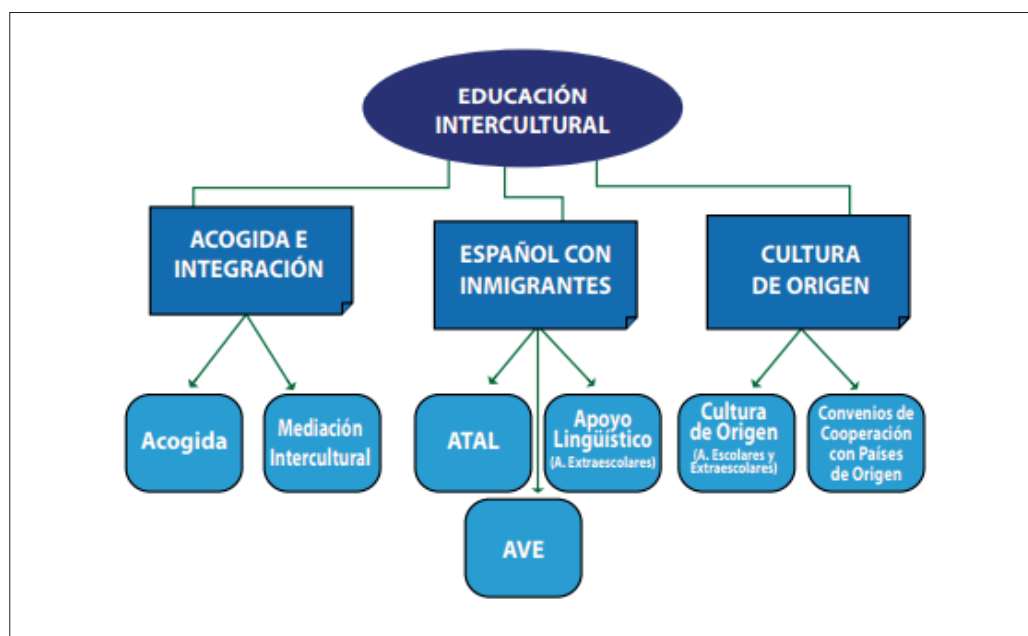 EDUCACIÓN
INTERCULTURAL
ACOGIDA E
INTEGRACIÓN
ESPAÑOL CON
INMIGRANTES
CULTURA
DE ORIGEN
Acogida
Mediación
Intercultural
ATAL
Apoyo
Lingüístico
(A. Extraescolares)
Cultura
de Origen
(A. Escolares y
Extraescolares)
Convenios de
Cooperación
con Países
de Origen
AVE